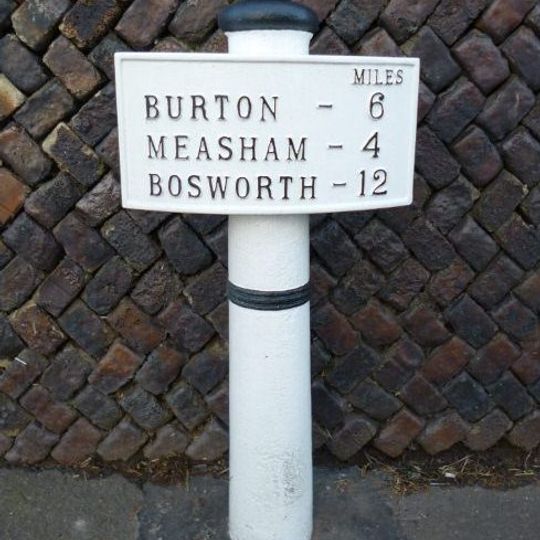 MILES
BURTON - 6
MEASHAM - 4
BOSWORTH - 12